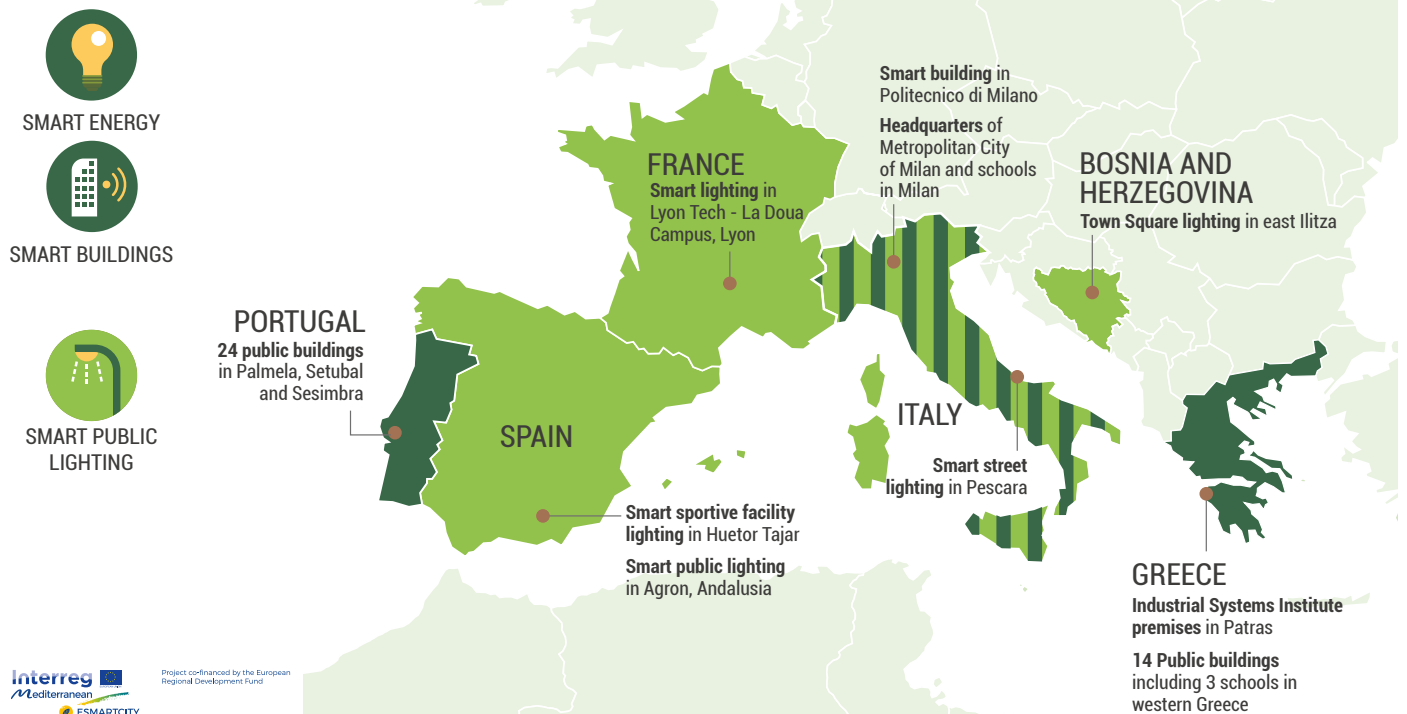 SMART ENERGY
SMART BUILDINGS
SMART PUBLIC
LIGHTING
PORTUGAL
24 public buildings
in Palmela, Setubal
and Sesimbra
SPAIN
Smart sportive facility
lighting in Huetor Tajar
Smart public lighting
in Agron, Andalusia
FRANCE
Smart lighting in
Lyon Tech - La Doua
Campus, Lyon
Smart building in
Politecnico di Milano
Headquarters of
Metropolitan City
of Milan and schools
in Milan
ITALY
Smart street
lighting in Pescara
BOSNIA AND
HERZEGOVINA
Town Square lighting in east Ilitza
GREECE
Industrial Systems Institute
premises in Patras
14 Public buildings
including 3 schools in
western Greece
Interreg
Mediterranean
ESMARTCITY
Project co-financed by the European
Regional Development Fund